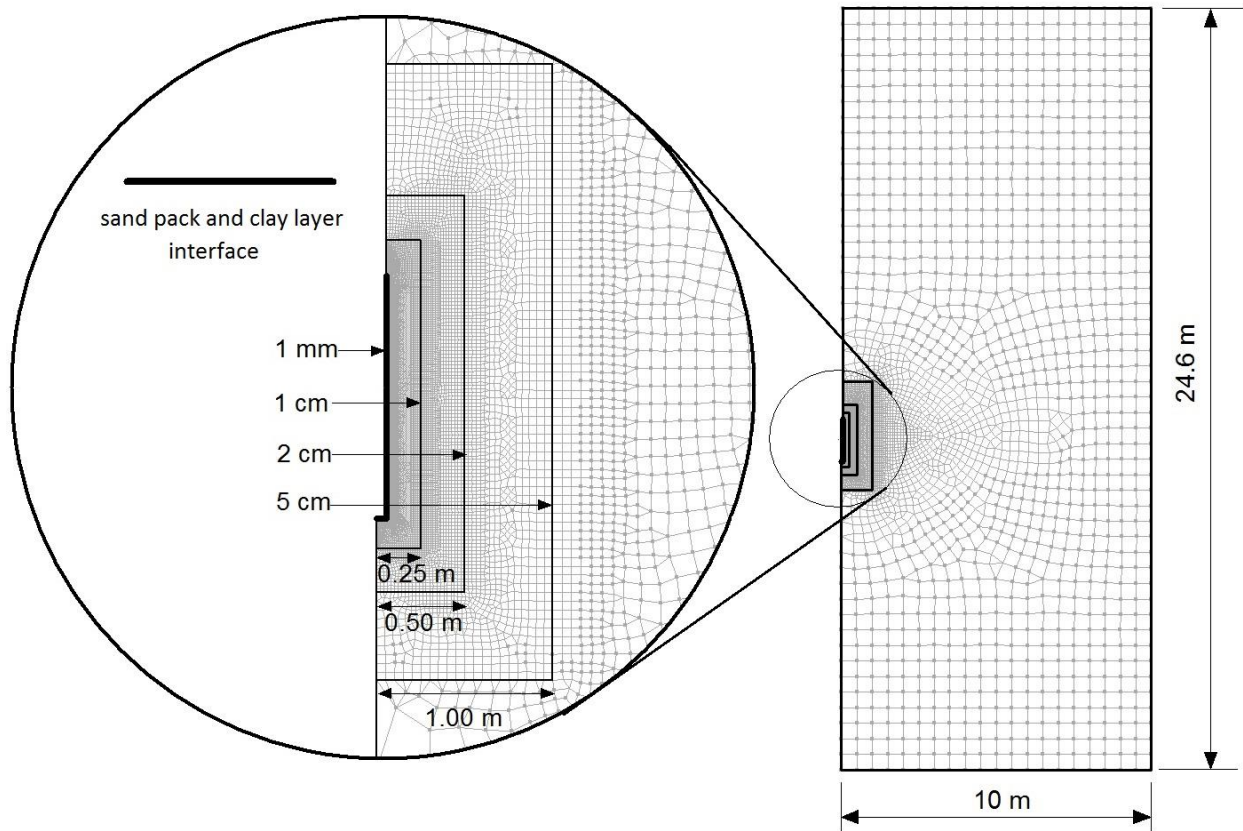 sand pack and clay layer
interface
1 mm
1 cm
2 cm
5 cm
0.25 m
0.50 m
1.00 m
24.6 m
10 m